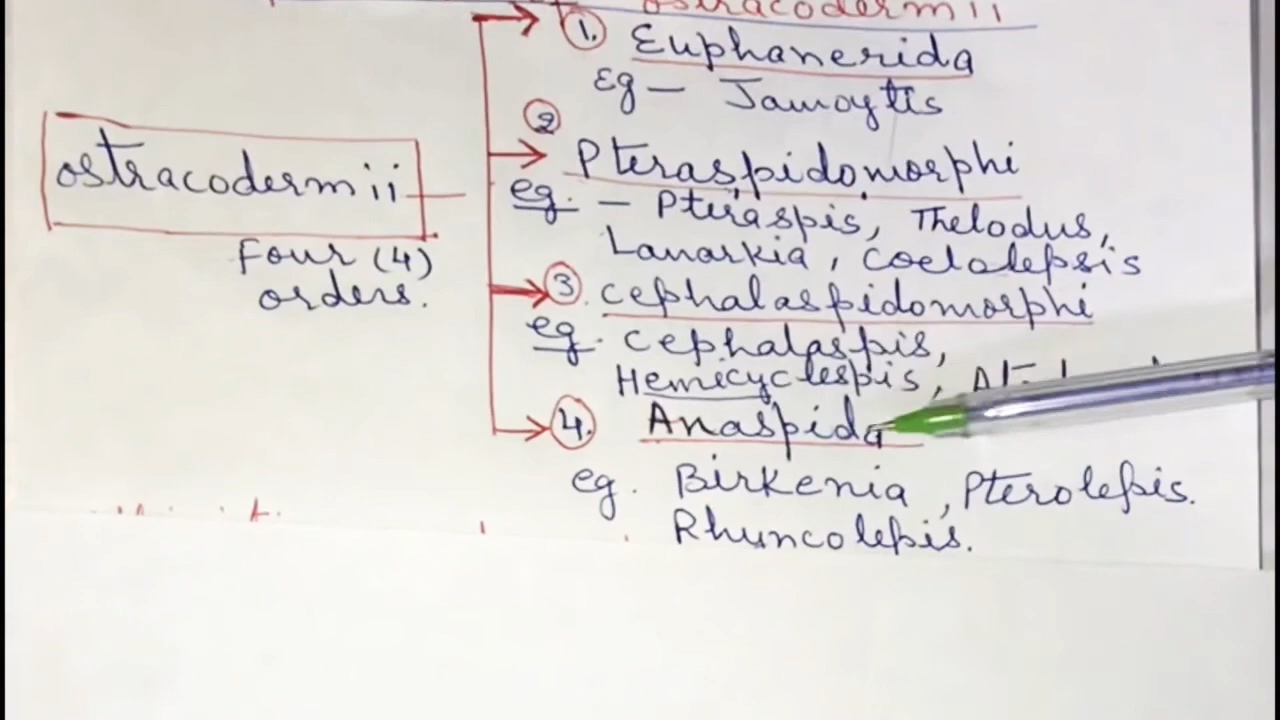 ostracodermii
1. Euphanerida
Eg – Jamoytis
2
Pteraspidomorphi
ostracodermii
eg. – Pteraspis, Thelodus,
Four (4)
Lanarkia, Coelolepsis
orders.
3. cephalaspidomorphi
eg. cephalaspis,
Hemicyclespis,
4. Anaspida
eg. Birkenia, Pterolepis.
Rhyncolepis.